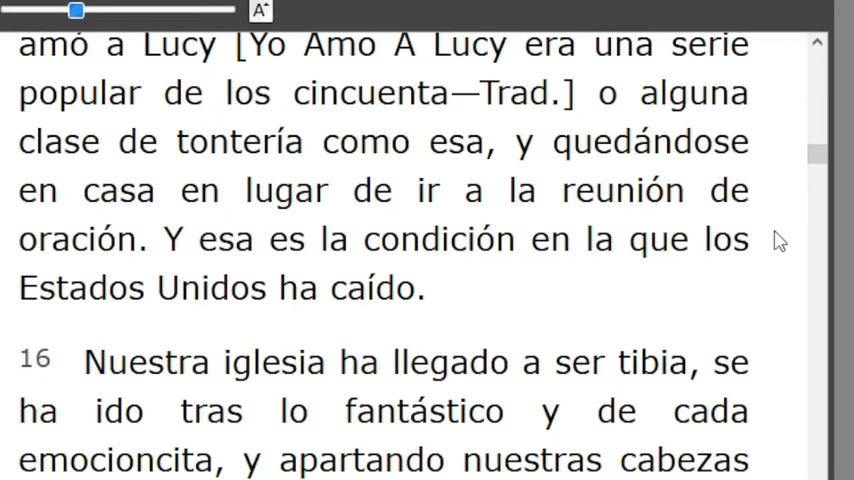 A
amó a Lucy [Yo Amo A Lucy era una serie
popular de los cincuenta—Trad.] o alguna
clase de tontería como esa, y quedándose
en casa en lugar de ir a la reunión de
oración. Y esa es la condición en la que los
Estados Unidos ha caído.
16 Nuestra iglesia ha llegado a ser tibia, se
ha ido tras lo fantástico y de cada
emocioncita, y apartando nuestras cabezas